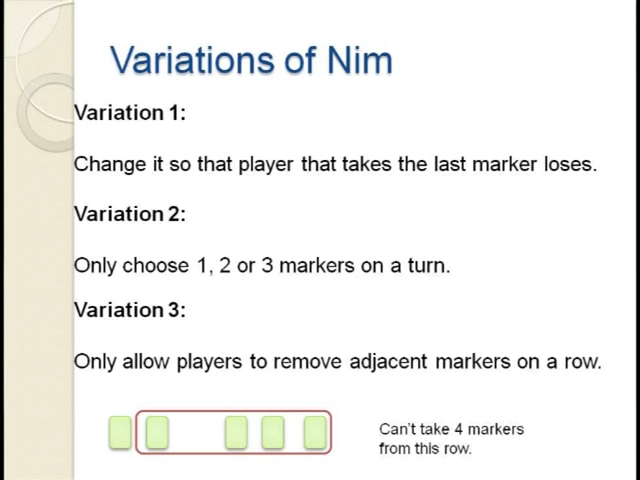 Variations of Nim
Variation 1:
Change it so that player that takes the last marker loses.
Variation 2:
Only choose 1, 2 or 3 markers on a turn.
Variation 3:
Only allow players to remove adjacent markers on a row.
Can't take 4 markers
from this row.